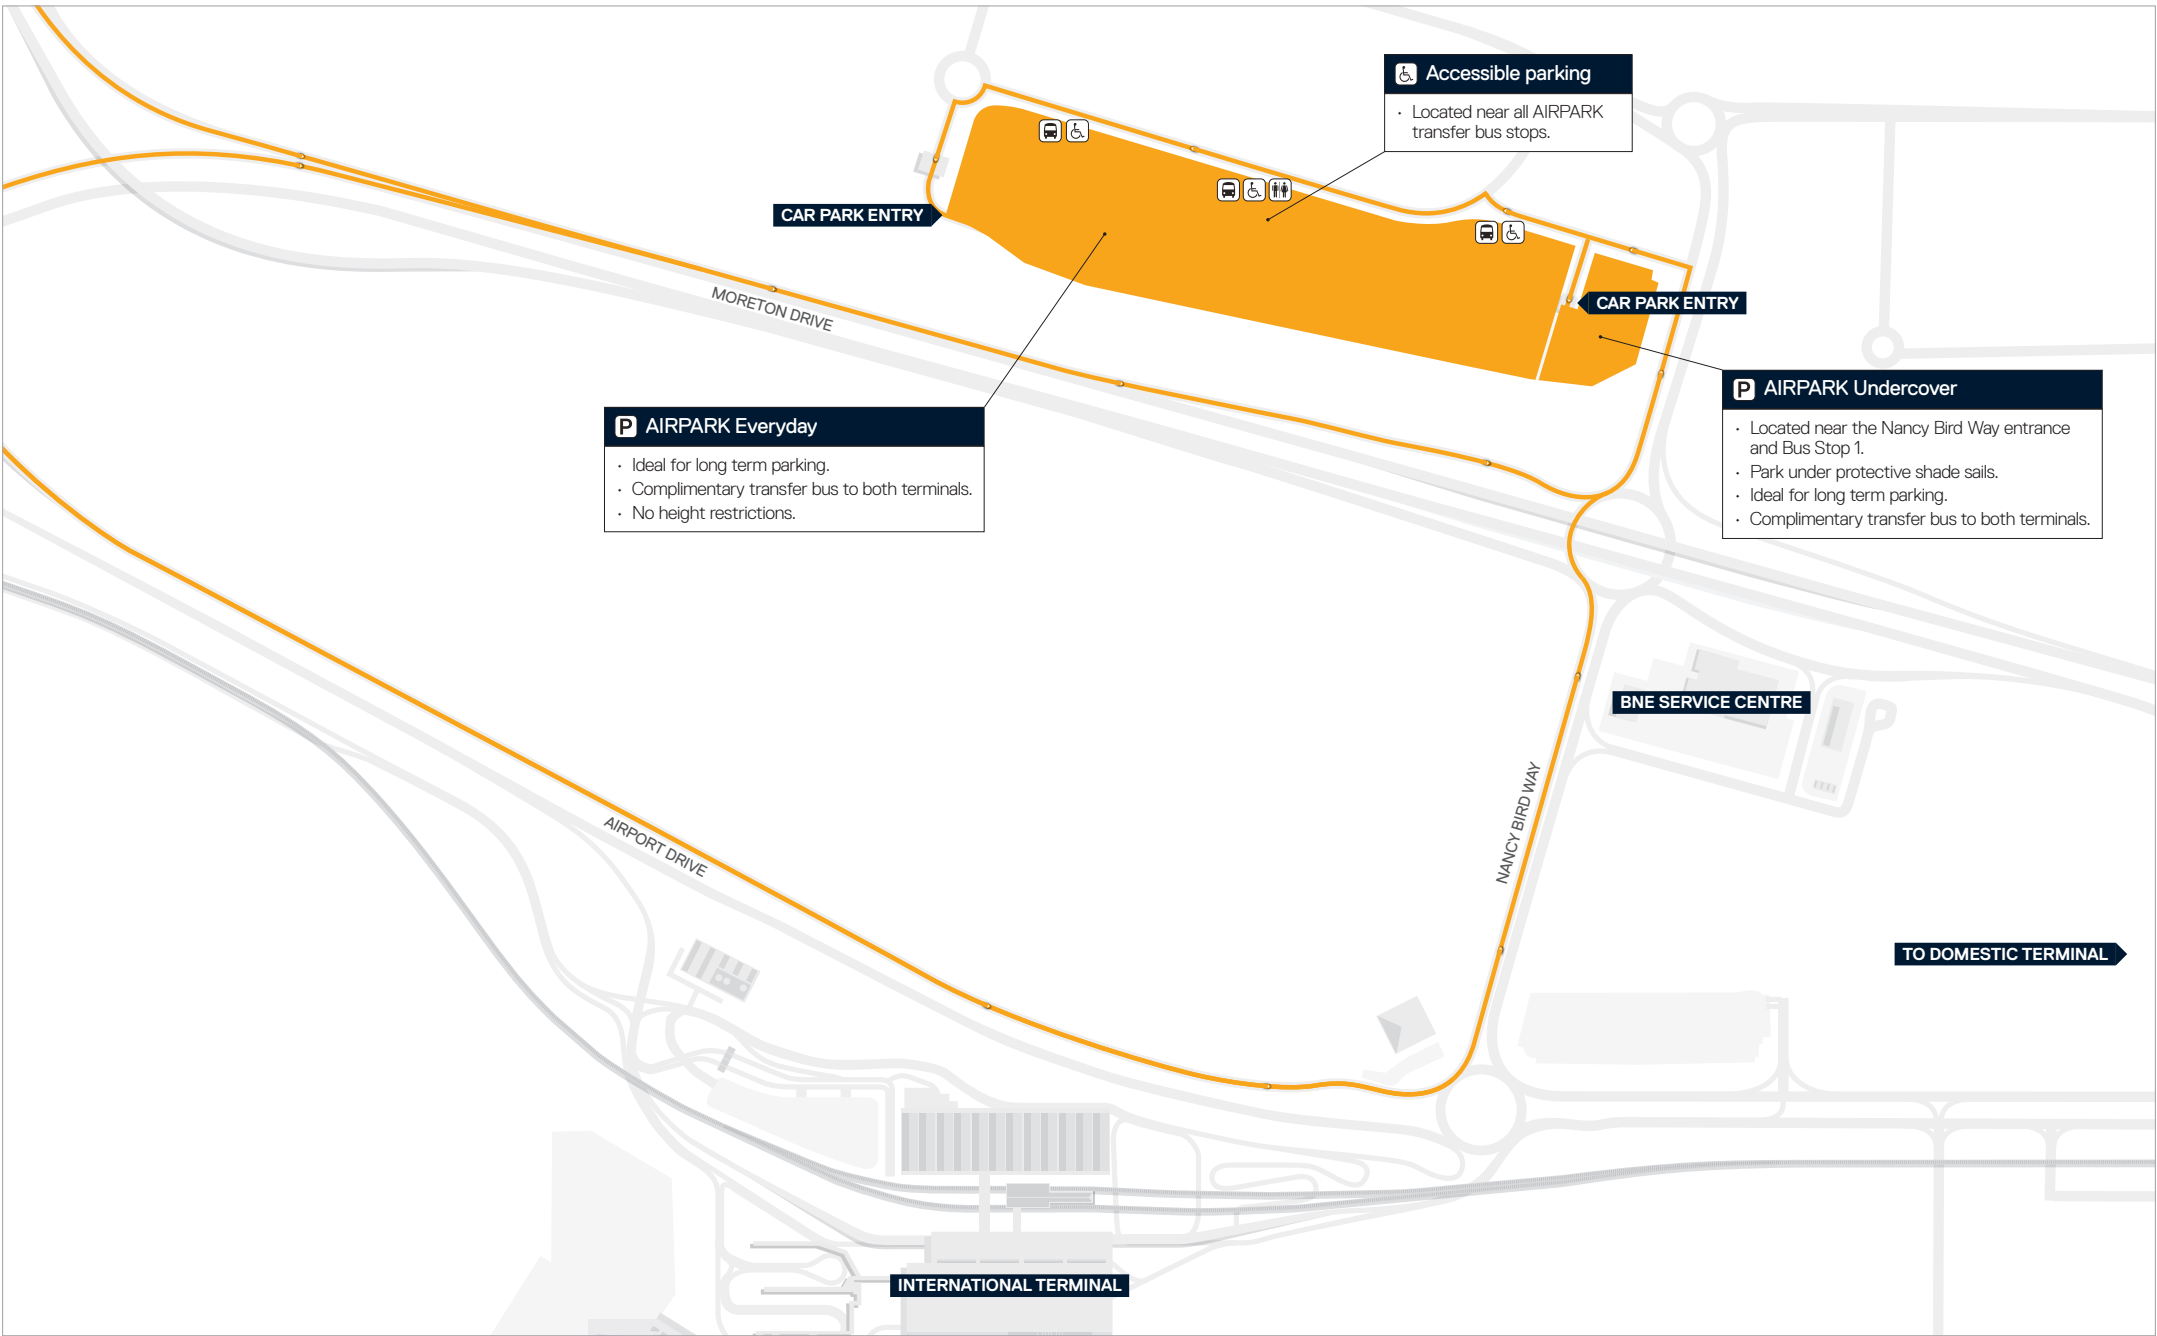 Accessible parking
· Located near all AIRPARK
transfer bus stops.
CAR PARK ENTRY
CAR PARK ENTRY
MORETON DRIVE
P AIRPARK Everyday
· Ideal for long term parking.
· Complimentary transfer bus to both terminals.
· No height restrictions.
P AIRPARK Undercover
· Located near the Nancy Bird Way entrance
and Bus Stop 1.
· Park under protective shade sails.
· Ideal for long term parking.
· Complimentary transfer bus to both terminals.
BNE SERVICE CENTRE
NANCY BIRD WAY
AIRPORT DRIVE
TO DOMESTIC TERMINAL
INTERNATIONAL TERMINAL